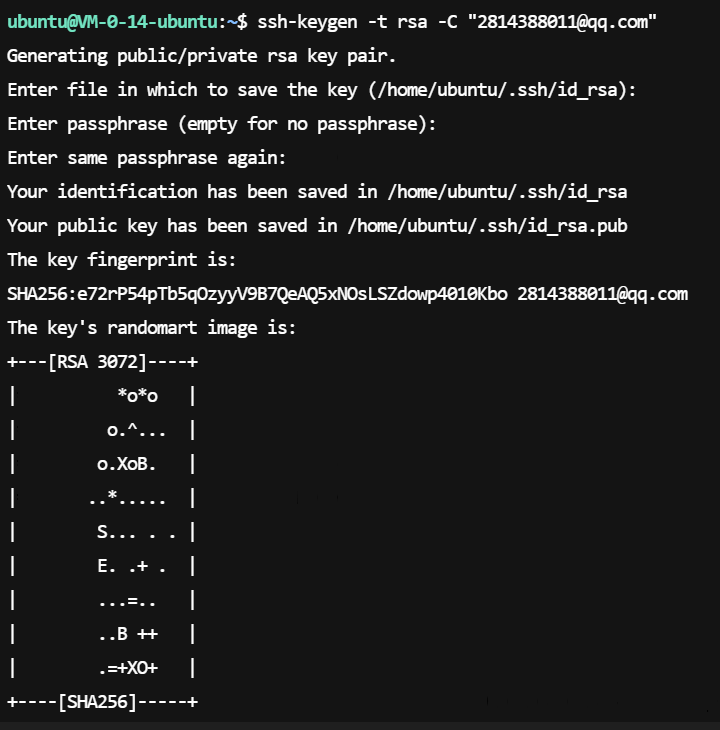 ubuntu@VM-0-14-ubuntu:~$ ssh-keygen -t rsa -C "2814388011@qq.com"
Generating public/private rsa key pair.
Enter file in which to save the key (/home/ubuntu/.ssh/id_rsa):
Enter passphrase (empty for no passphrase):
Enter same passphrase again:
Your identification has been saved in /home/ubuntu/.ssh/id_rsa
Your public key has been saved in /home/ubuntu/.ssh/id_rsa.pub
The key fingerprint is:
SHA256:e72rP54pTb5qOzyyV9B7QeAQ5xNOsLSZdowp4010Kbo 2814388011@qq.com
The key's randomart image is:
+---[RSA 3072]----+
|          *o*o   |
|         o.^...  |
|        o.XoB.   |
|       ..*.....  |
|        S... . . |
|        E. .+ .  |
|        ...=..   |
|        ..B ++   |
|        .=+XO+   |
+----[SHA256]-----+